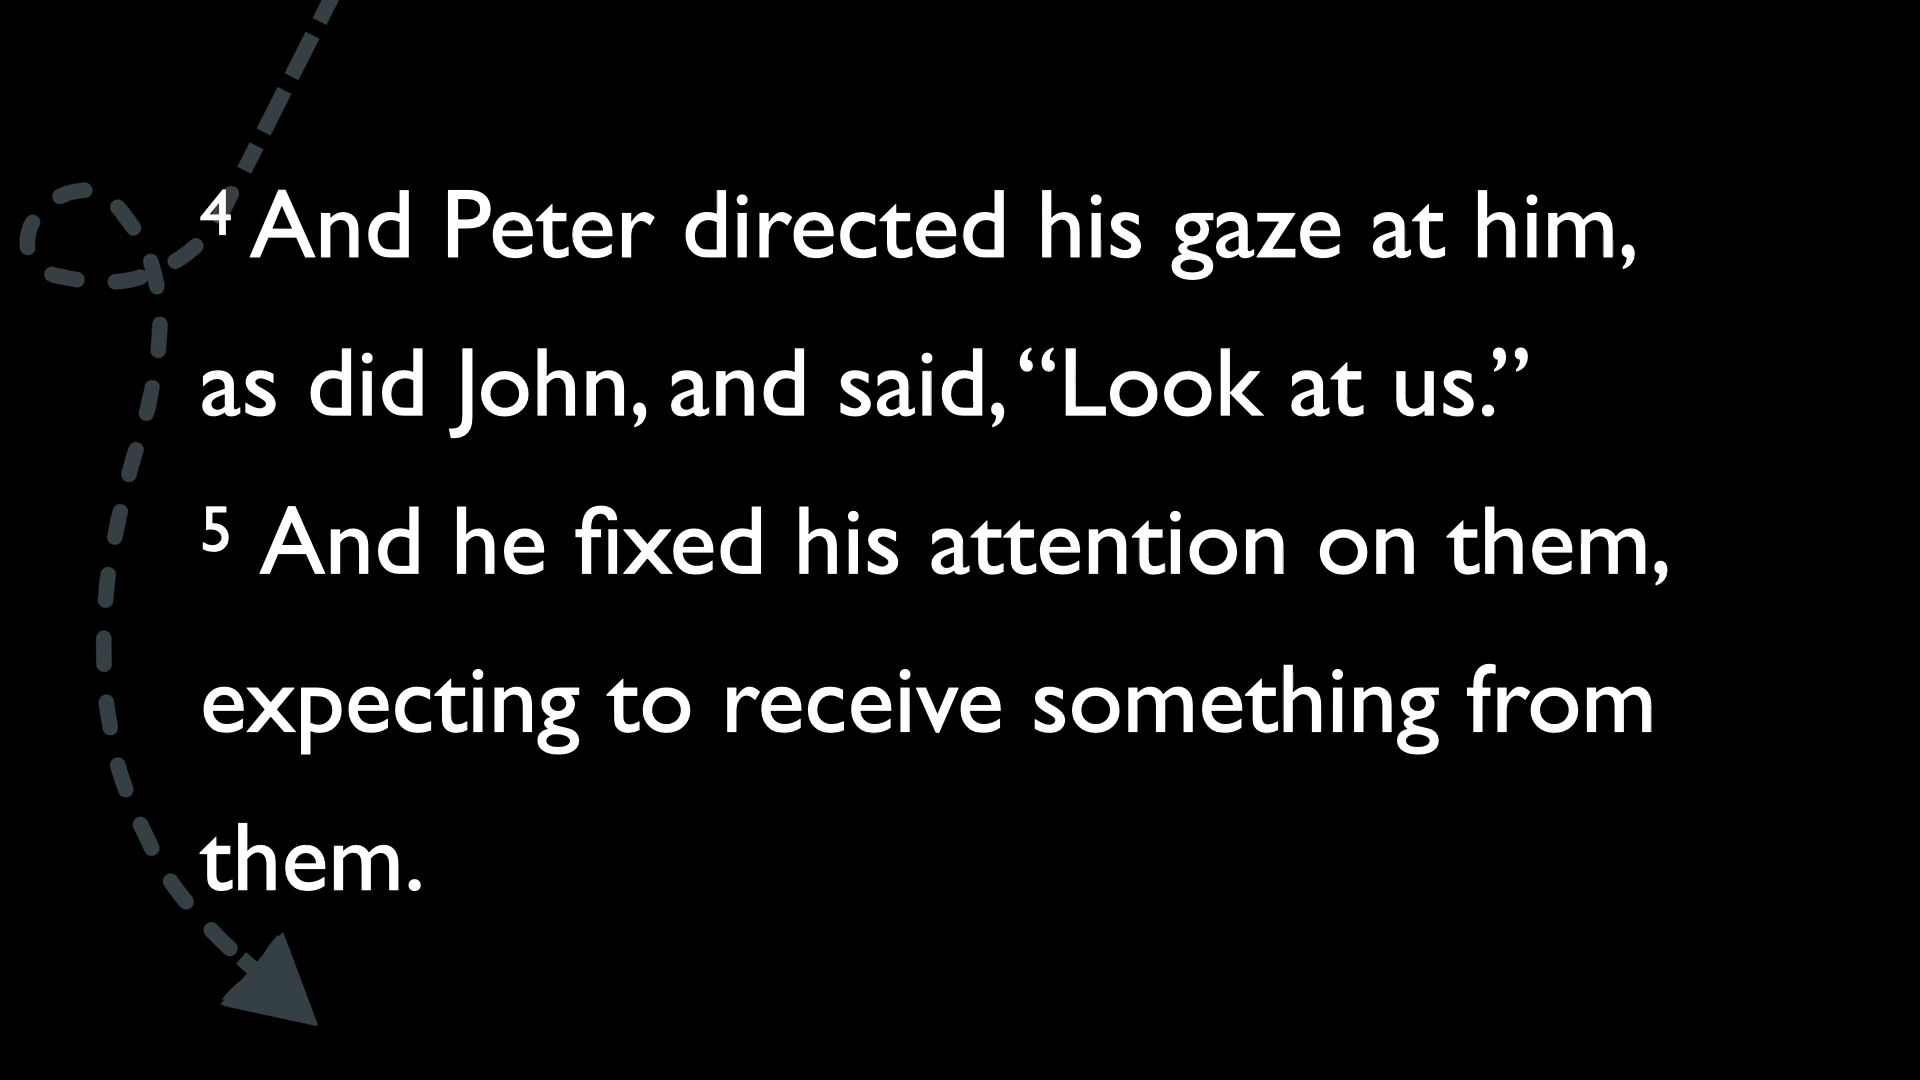 4 And Peter directed his gaze at him,
as did John, and said, “Look at us.”
5 And he fixed his attention on them,
expecting to receive something from
them.